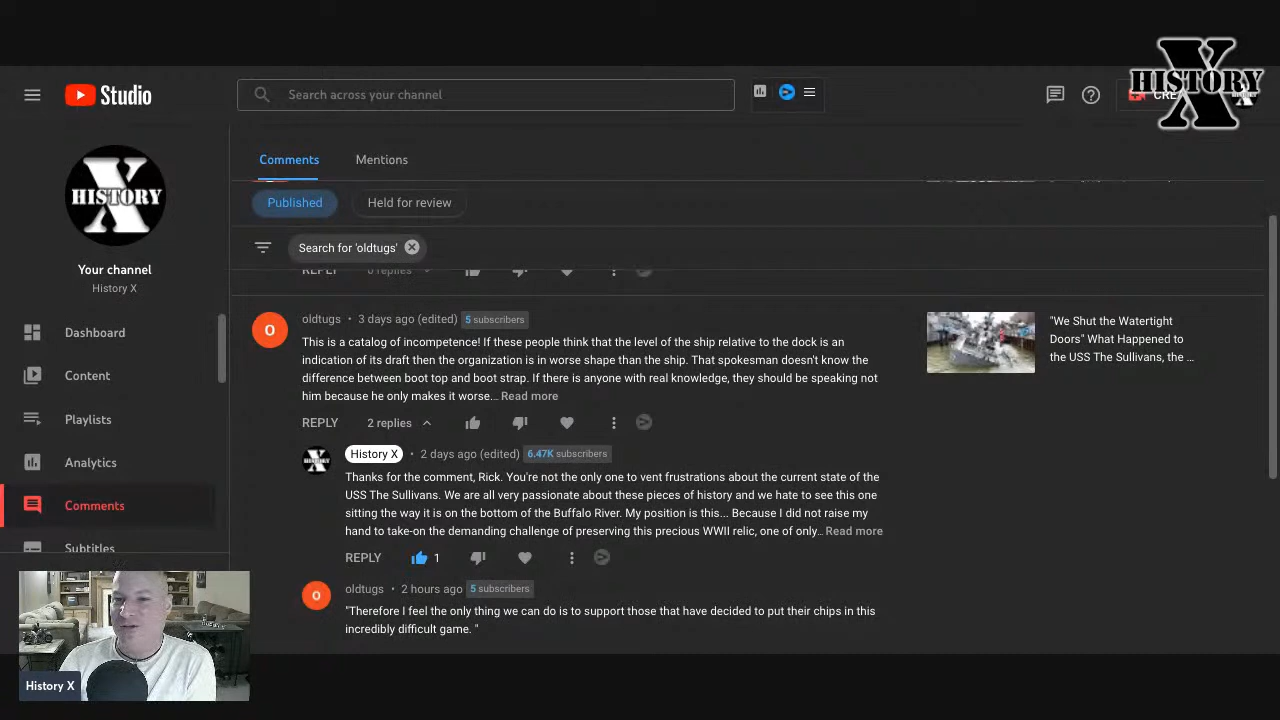 HISTORY
X
Studio
Search across your channel
Comments
Mentions
Published
Held for review
Search for 'oldtugs'
HISTORY
X
Your channel
History X
Dashboard
Content
Playlists
Analytics
Comments
Subtitles
REPLY
oldtugs • 3 days ago (edited) 5 subscribers
This is a catalog of incompetence! If these people think that the level of the ship relative to the dock is an
indication of its draft then the organization is in worse shape than the ship. That spokesman doesn't know the
difference between boot top and boot strap. If there is anyone with real knowledge, they should be speaking not
him because he only makes it worse... Read more
REPLY 2 replies
"We Shut the Watertight
Doors" What Happened to
the USS The Sullivans, the ...
History X • 2 days ago (edited) 6.47K subscribers
Thanks for the comment, Rick. You're not the only one to vent frustrations about the current state of the
USS The Sullivans. We are all very passionate about these pieces of history and we hate to see this one
sitting the way it is on the bottom of the Buffalo River. My position is this... Because I did not raise my
hand to take-on the demanding challenge of preserving this precious WWII relic, one of only... Read more
REPLY 1
oldtugs • 2 hours ago 5 subscribers
"Therefore I feel the only thing we can do is to support those that have decided to put their chips in this
incredibly difficult game. "
History X